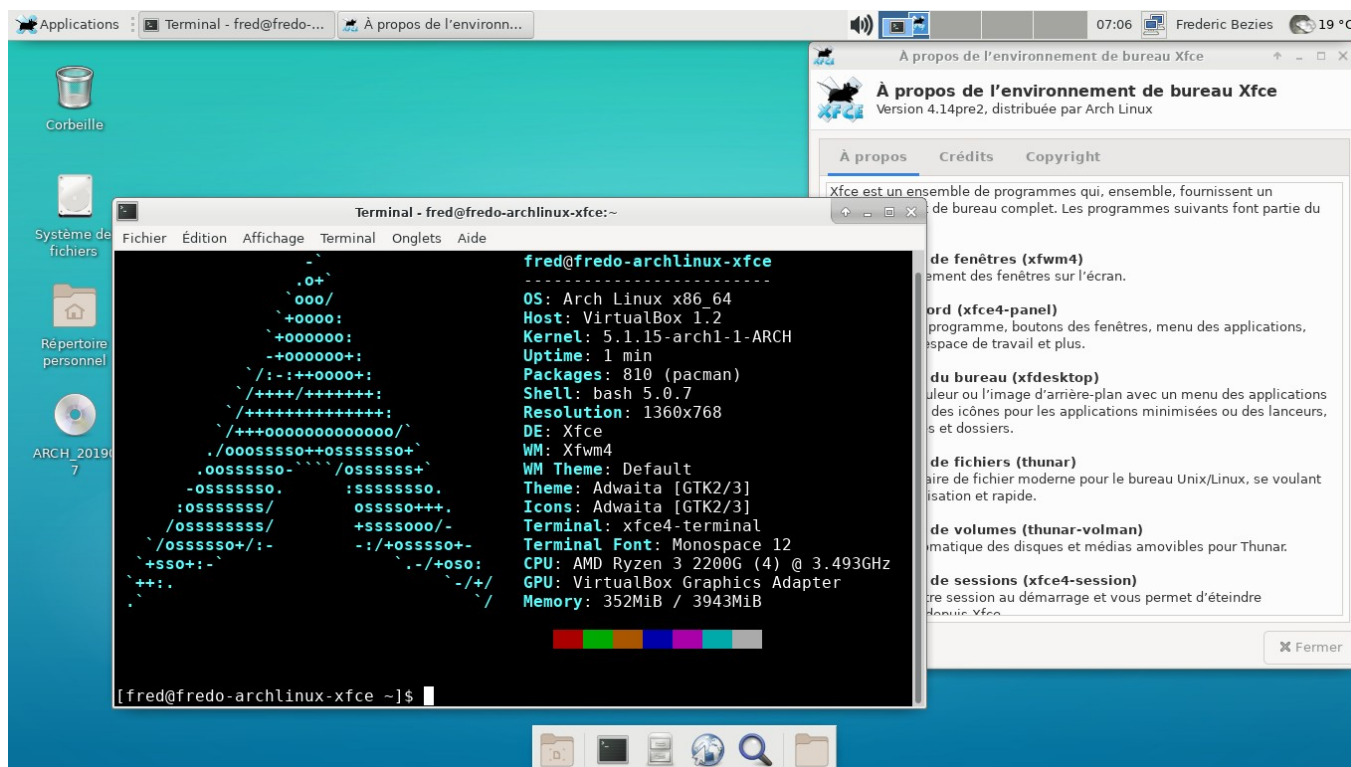 Applications
Terminal - fred@fredo-...
À propos de l'environn...
07:06
Frederic Bezies
19 °C
Corbeille
Système de
fichiers
Répertoire
personnel
ARCH_20190
7
À propos de l'environnement de bureau Xfce
À propos de l'environnement de bureau Xfce
Version 4.14pre2, distribuée par Arch Linux
XFCE
À propos Crédits Copyright
Xfce est un ensemble de programmes qui, ensemble, fournissent un
de bureau complet. Les programmes suivants font partie du
de fenêtres (xfwm4)
des fenêtres sur l'écran.
(xfce4-panel)
programme, boutons des fenêtres, menu des applications,
espace de travail et plus.
du bureau (xfdesktop)
ou l'image d'arrière-plan avec un menu des applications
des icônes pour les applications minimisées ou des lanceurs,
et dossiers.
de fichiers (thunar)
de fichier moderne pour le bureau Unix/Linux, se voulant
et rapide.
de volumes (thunar-volman)
des disques et médias amovibles pour Thunar.
de sessions (xfce4-session)
session au démarrage et vous permet d'éteindre
depuis Xfce
Fermer
Terminal - fred@fredo-archlinux-xfce:~
Fichier Édition Affichage Terminal Onglets Aide
fred@fredo-archlinux-xfce
-------------------------
OS: Arch Linux x86_64
Host: VirtualBox 1.2
Kernel: 5.1.15-arch1-1-ARCH
Uptime: 1 min
Packages: 810 (pacman)
Shell: bash 5.0.7
Resolution: 1360x768
DE: Xfce
WM: Xfwm4
WM Theme: Default
Theme: Adwaita [GTK2/3]
Icons: Adwaita [GTK2/3]
Terminal: xfce4-terminal
Terminal Font: Monospace 12
CPU: AMD Ryzen 3 2200G (4) @ 3.493GHz
GPU: VirtualBox Graphics Adapter
Memory: 352MiB / 3943MiB
[fred@fredo-archlinux-xfce ~]$